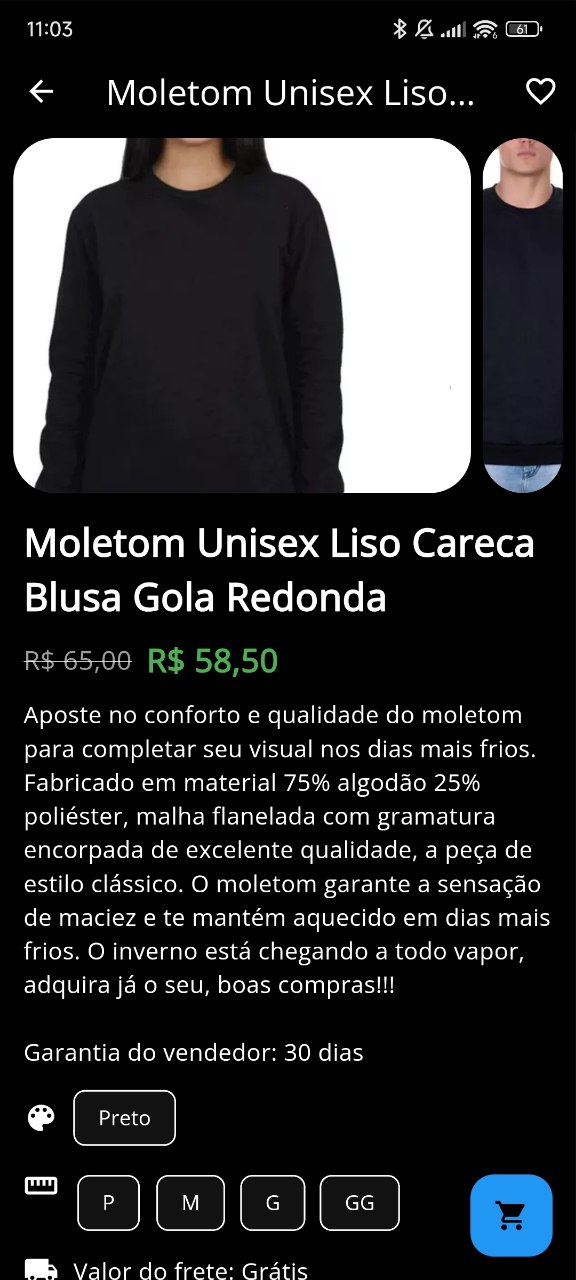 11:03
6
61
Moletom Unisex Liso...
Moletom Unisex Liso Careca
Blusa Gola Redonda
R$ 65,00 R$ 58,50
Aposte no conforto e qualidade do moletom
para completar seu visual nos dias mais frios.
Fabricado em material 75% algodão 25%
poliéster, malha flanelada com gramatura
encorpada de excelente qualidade, a peça de
estilo clássico. O moletom garante a sensação
de maciez e te mantém aquecido em dias mais
frios. O inverno está chegando a todo vapor,
adquira já o seu, boas compras!!!
Garantia do vendedor: 30 dias
Preto
P M G GG
Valor do frete: Grátis